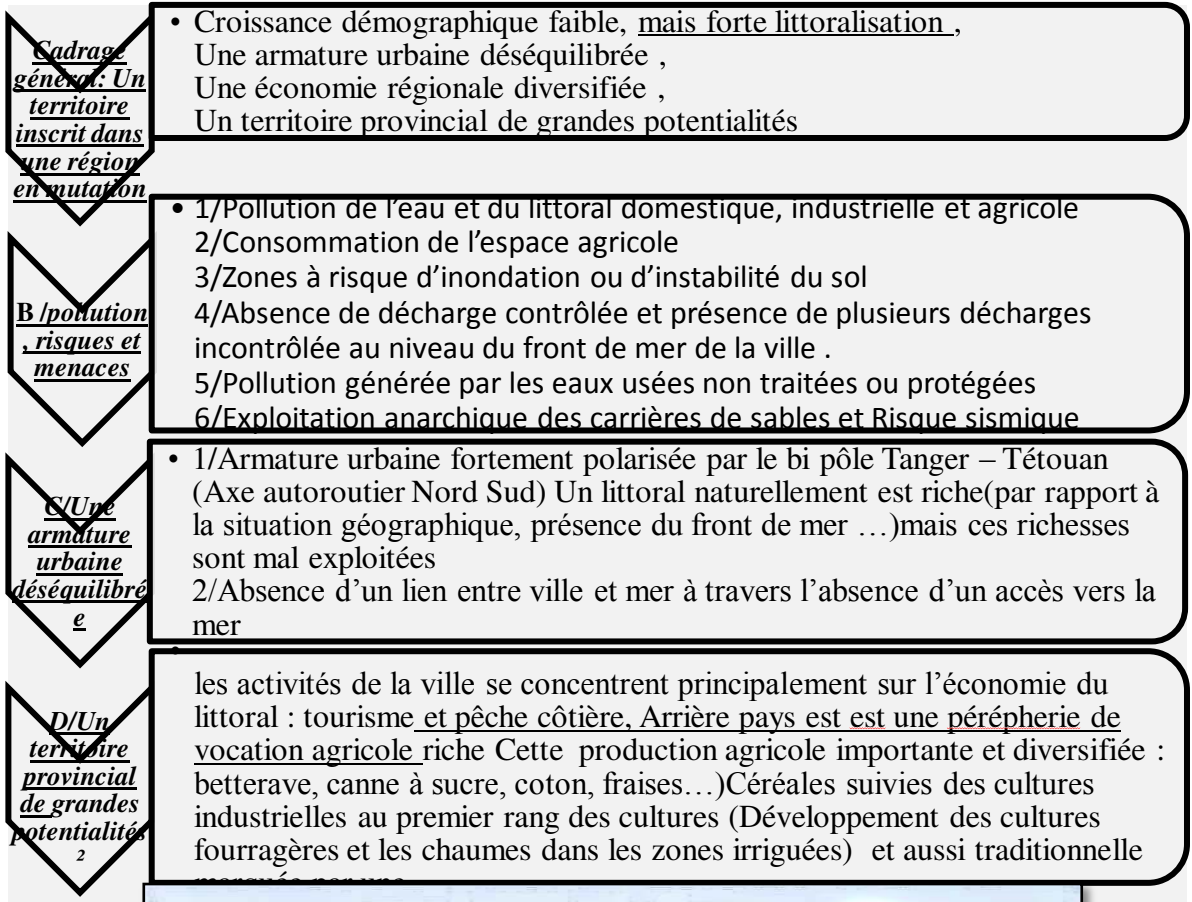 Cadrage
général: Un
territoire
inscrit dans
une région
en mutation
• Croissance démographique faible, mais forte littoralisation ,
Une armature urbaine déséquilibrée ,
Une économie régionale diversifiée ,
Un territoire provincial de grandes potentialités
B /pollution
, risques et
menaces
• 1/Pollution de l’eau et du littoral domestique, industrielle et agricole
2/Consommation de l’espace agricole
3/Zones à risque d’inondation ou d’instabilité du sol
4/Absence de décharge contrôlée et présence de plusieurs décharges
incontrôlée au niveau du front de mer de la ville .
5/Pollution générée par les eaux usées non traitées ou protégées
6/Exploitation anarchique des carrières de sables et Risque sismique
C/Une
armature
urbaine
déséquilibré
e
• 1/Armature urbaine fortement polarisée par le bi pôle Tanger – Tétouan
(Axe autoroutier Nord Sud) Un littoral naturellement est riche(par rapport à
la situation géographique, présence du front de mer …)mais ces richesses
sont mal exploitées
2/Absence d’un lien entre ville et mer à travers l’absence d’un accès vers la
mer
D/Un
territoire
provincial
de grandes
potentialités
2
•
les activités de la ville se concentrent principalement sur l’économie du
littoral : tourisme et pêche côtière, Arrière pays est est une pérépherie de
vocation agricole riche Cette production agricole importante et diversifiée :
betterave, canne à sucre, coton, fraises…)Céréales suivies des cultures
industrielles au premier rang des cultures (Développement des cultures
fourragères et les chaumes dans les zones irriguées) et aussi traditionnelle
marquée par une